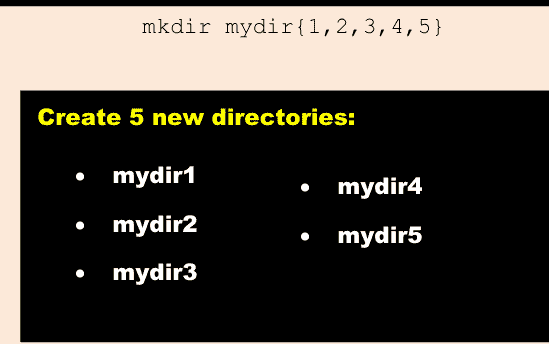 mkdir mydir{1,2,3,4,5}
Create 5 new directories:
• mydir1
• mydir2
• mydir3
• mydir4
• mydir5